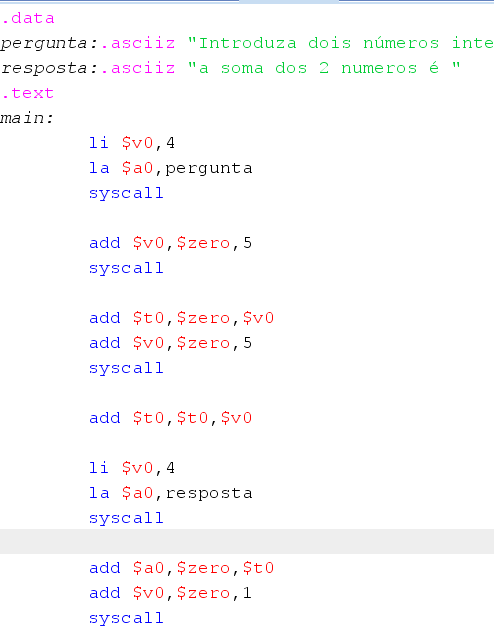 .data
pergunta:.asciiz "Introduza dois números inte
resposta:.asciiz "a soma dos 2 numeros é "
.text
main:
li $v0,4
la $a0,pergunta
syscall
add $v0,$zero,5
syscall
add $t0,$zero,$v0
add $v0,$zero,5
syscall
add $t0,$t0,$v0
li $v0,4
la $a0,resposta
syscall
add $a0,$zero,$t0
add $v0,$zero,1
syscall